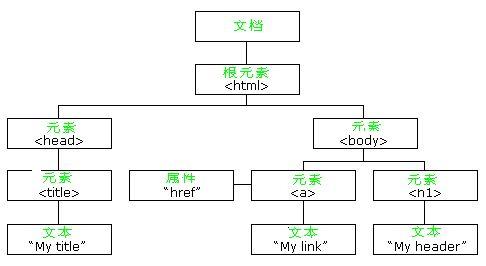 文档
根元素
<html>
元素
<head>
元素
<body>
元素
<title>
属性
“href”
元素
<a>
元素
<h1>
文本
“My title”
文本
“My link”
文本
“My header”